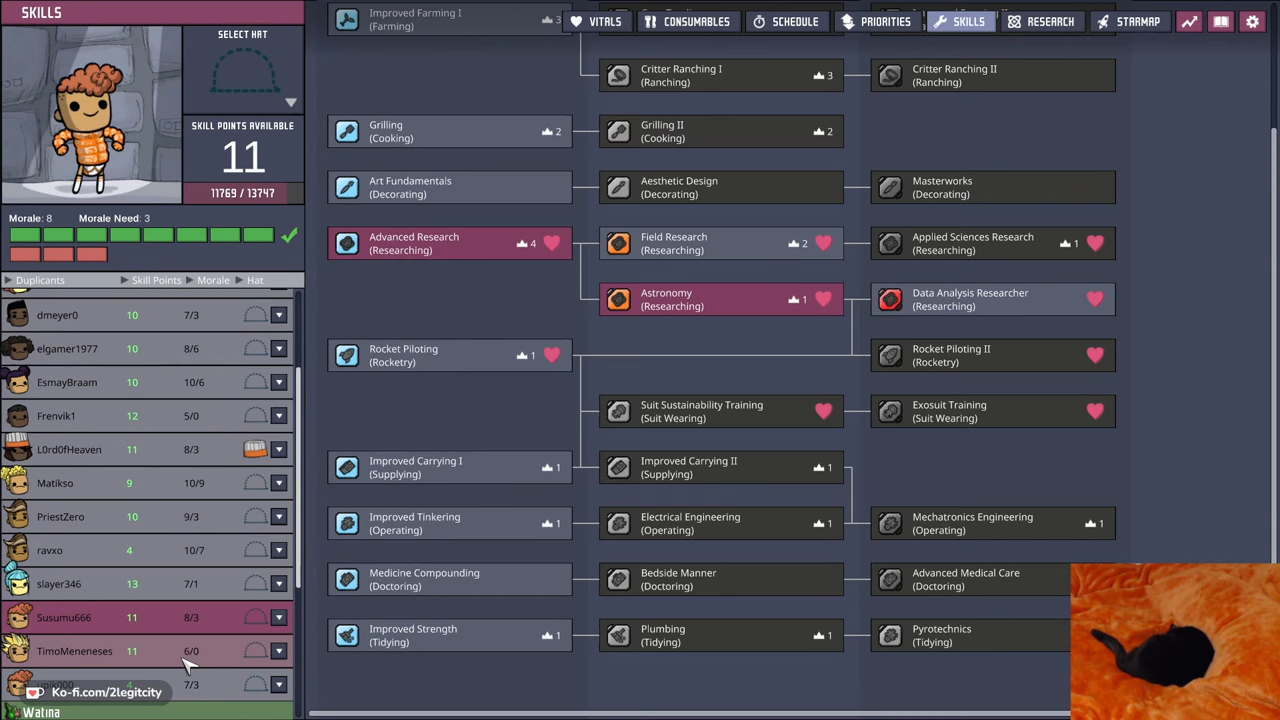 SKILLS
SELECT HAT
SKILL POINTS AVAILABLE
11
11769 / 13747
Morale: 8 Morale Need: 3
Duplicants Skill Points Morale Hat
dmeyer0 10 7/3
elgamer1977 10 8/6
EsmayBraam 10 10/6
Frenvik1 12 5/0
L0rd0fHeaven 11 8/3
Matikso 9 10/9
PriestZero 10 9/3
ravxo 4 10/7
slayer346 13 7/1
Susumu666 11 8/3
TimoMeneneses 11 6/0
7/3
Ko-fi.com/2legitcity
Watina
VITALS
CONSUMABLES
SCHEDULE
PRIORITIES
SKILLS
RESEARCH
STARMAP
Improved Farming I
(Farming)
3
Critter Ranching I
(Ranching)
3
Critter Ranching II
(Ranching)
Grilling
(Cooking)
2
Grilling II
(Cooking)
2
Art Fundamentals
(Decorating)
Aesthetic Design
(Decorating)
Masterworks
(Decorating)
Advanced Research
(Researching)
4
Field Research
(Researching)
2
Applied Sciences Research
(Researching)
1
Astronomy
(Researching)
1
Data Analysis Researcher
(Researching)
Rocket Piloting
(Rocketry)
1
Rocket Piloting II
(Rocketry)
Suit Sustainability Training
(Suit Wearing)
Exosuit Training
(Suit Wearing)
Improved Carrying I
(Supplying)
1
Improved Carrying II
(Supplying)
1
Improved Tinkering
(Operating)
1
Electrical Engineering
(Operating)
1
Mechatronics Engineering
(Operating)
1
Medicine Compounding
(Doctoring)
Bedside Manner
(Doctoring)
Advanced Medical Care
(Doctoring)
Improved Strength
(Tidying)
1
Plumbing
(Tidying)
1
Pyrotechnics
(Tidying)